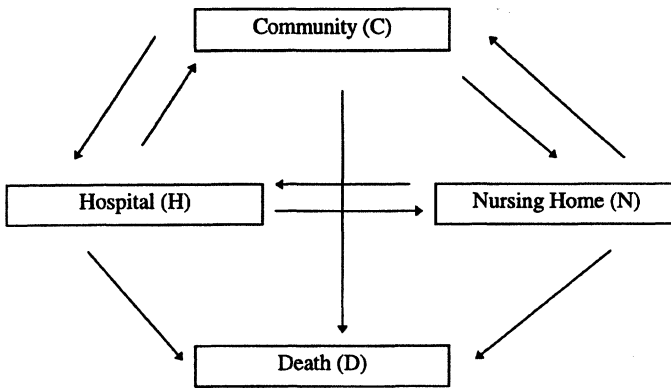 Community (C)
Hospital (H)
Nursing Home (N)
Death (D)